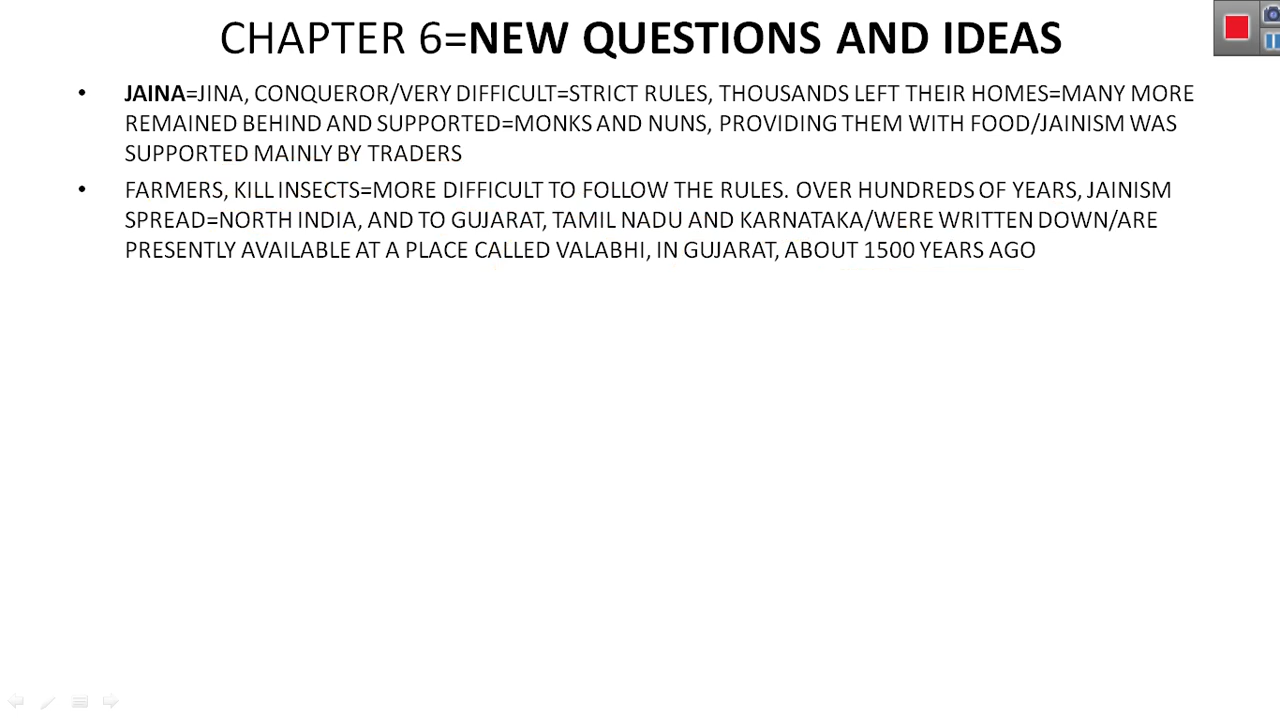 CHAPTER 6=NEW QUESTIONS AND IDEAS
• JAINA=JINA, CONQUEROR/VERY DIFFICULT=STRICT RULES, THOUSANDS LEFT THEIR HOMES=MANY MORE
REMAINED BEHIND AND SUPPORTED=MONKS AND NUNS, PROVIDING THEM WITH FOOD/JAINISM WAS
SUPPORTED MAINLY BY TRADERS
• FARMERS, KILL INSECTS=MORE DIFFICULT TO FOLLOW THE RULES. OVER HUNDREDS OF YEARS, JAINISM
SPREAD=NORTH INDIA, AND TO GUJARAT, TAMIL NADU AND KARNATAKA/WERE WRITTEN DOWN/ARE
PRESENTLY AVAILABLE AT A PLACE CALLED VALABHI, IN GUJARAT, ABOUT 1500 YEARS AGO